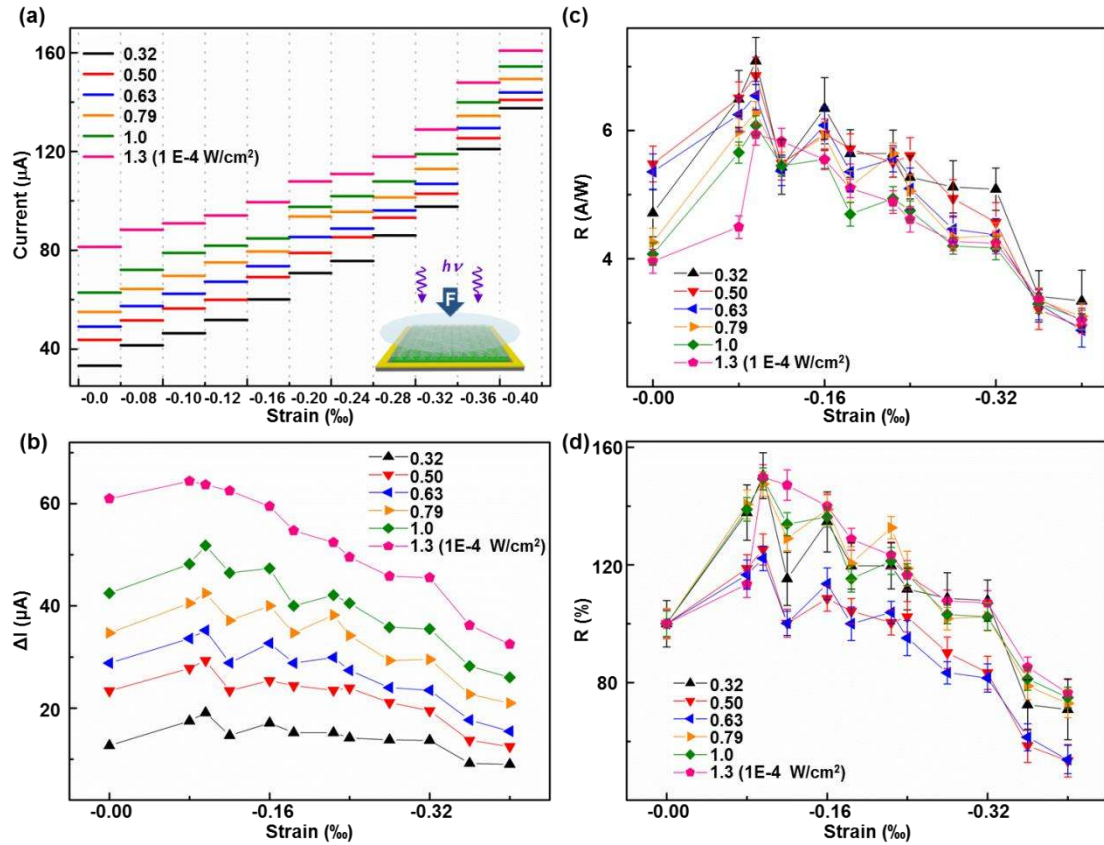 (a)
160
120
80
40
Current (μA)
0.32
0.50
0.63
0.79
1.0
1.3 (1 E-4 W/cm²)
hν
F
-0.0 -0.08 -0.10 -0.12 -0.16 -0.20 -0.24 -0.28 -0.32 -0.36 -0.40
Strain (‰)
(b)
60
40
20
ΔI (μA)
0.32
0.50
0.63
0.79
1.0
1.3 (1E-4 W/cm²)
-0.00 -0.16 -0.32
Strain (‰)
(c)
6
4
R (A/W)
0.32
0.50
0.63
0.79
1.0
1.3 (1 E-4 W/cm²)
-0.00 -0.16 -0.32
Strain (‰)
(d)
160
120
80
R (%)
0.32
0.50
0.63
0.79
1.0
1.3 (1E-4 W/cm²)
-0.00 -0.16 -0.32
Strain (‰)